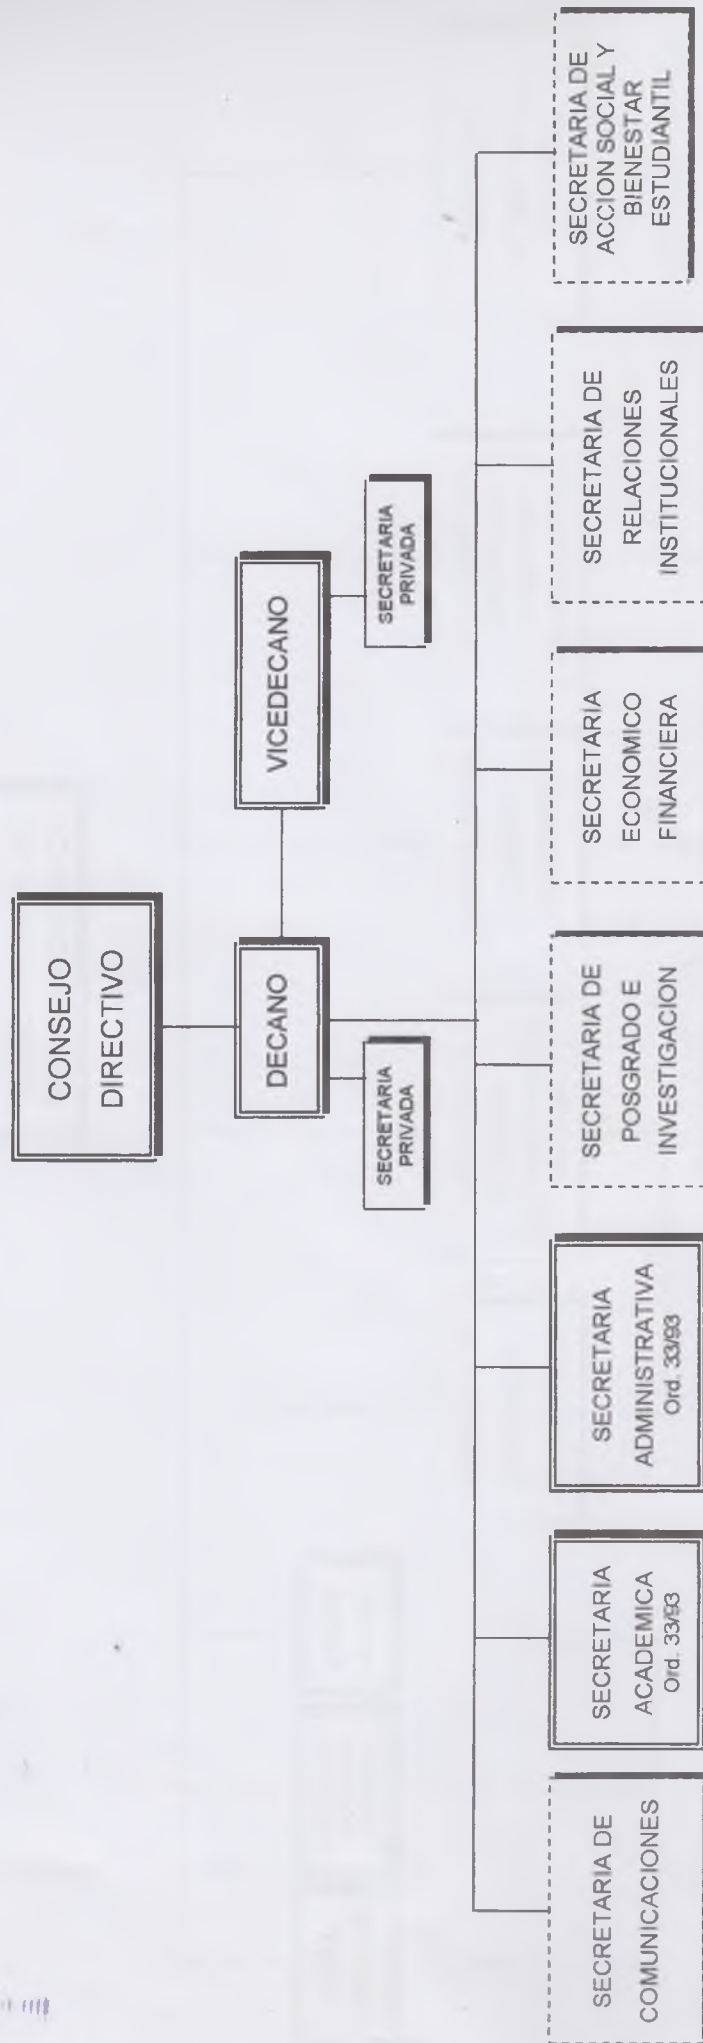 CONSEJO
DIRECTIVO
DECANO
VICEDECANO
SECRETARIA
PRIVADA
SECRETARIA
PRIVADA
SECRETARIA DE
COMUNICACIONES
SECRETARIA
ACADEMICA
Ord. 33/93
SECRETARIA
ADMINISTRATIVA
Ord. 33/93
SECRETARIA DE
POSGRADO E
INVESTIGACION
SECRETARIA
ECONOMICO
FINANCIERA
SECRETARIA DE
RELACIONES
INSTITUCIONALES
SECRETARIA DE
ACCION SOCIAL Y
BIENESTAR
ESTUDIANTIL